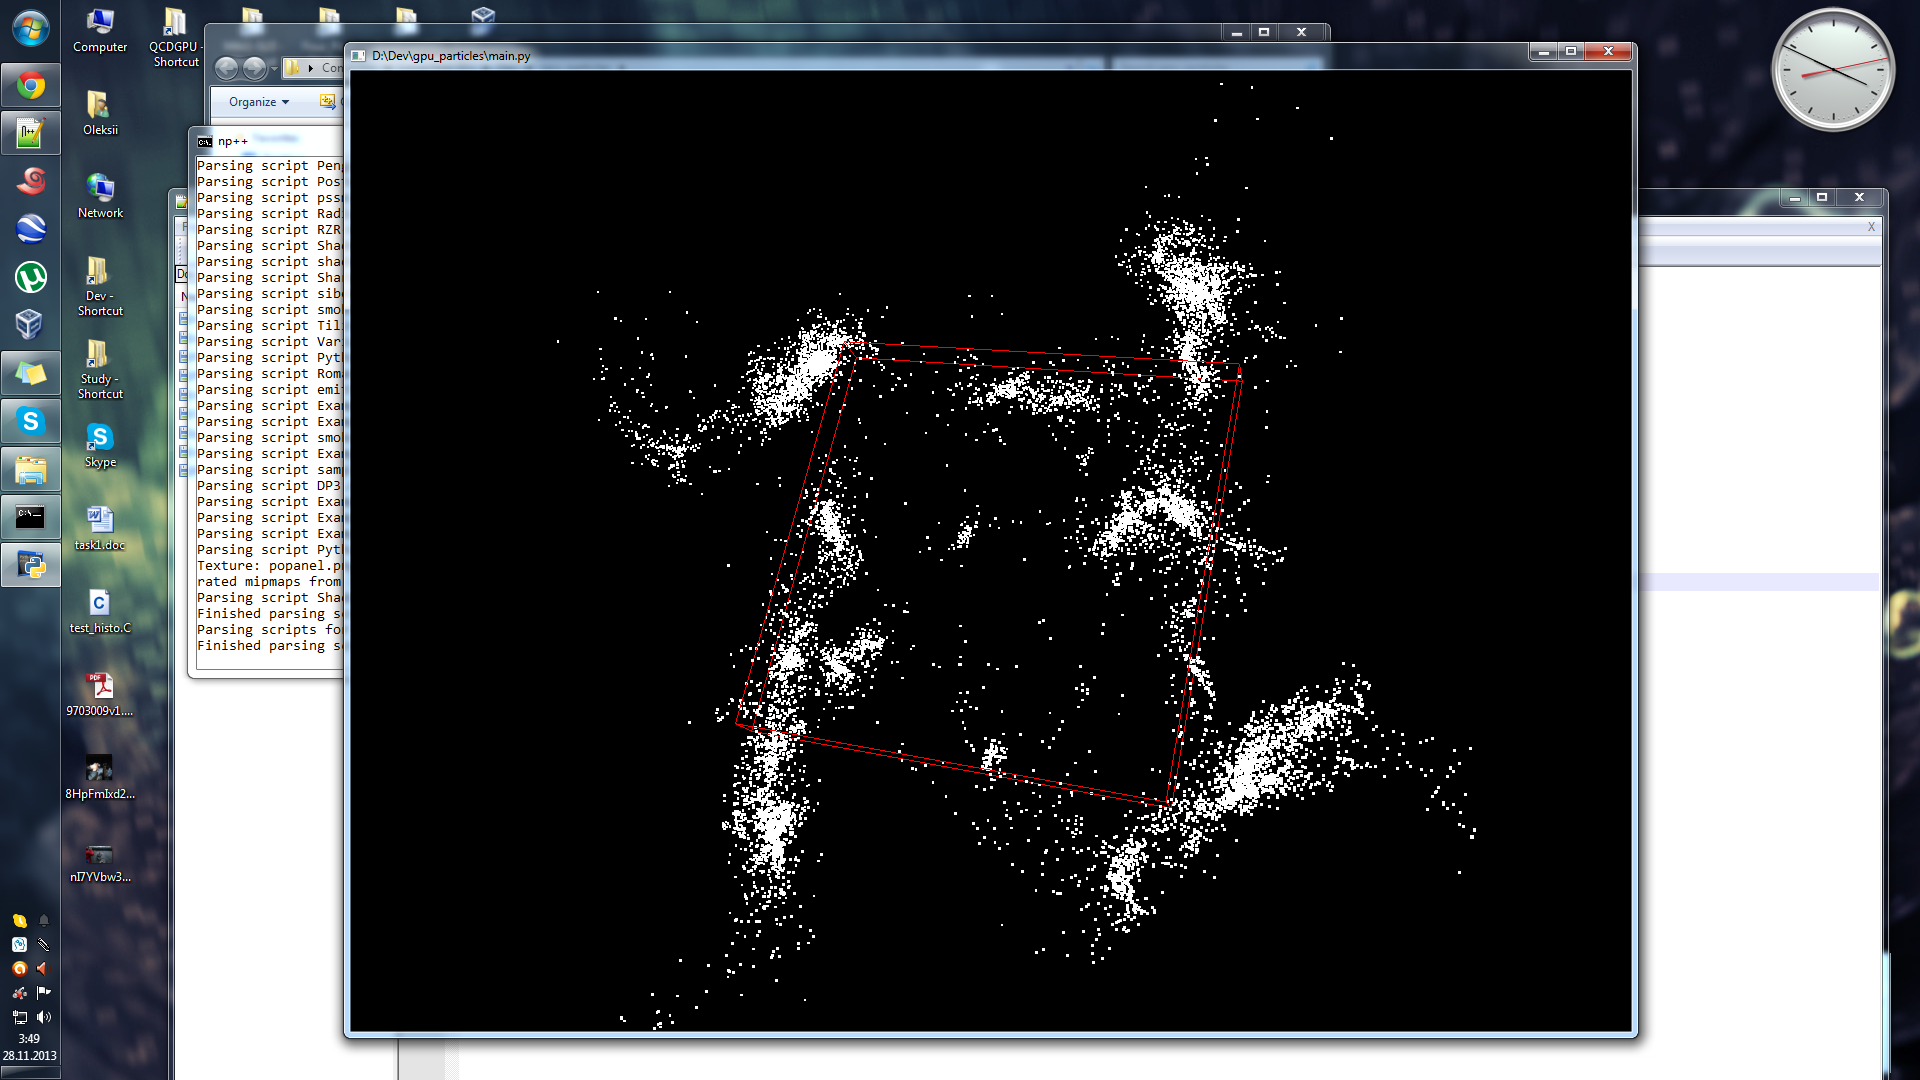 Computer
QCDGPU -
Shortcut
Oleksii
Network
Dev -
Shortcut
Study -
Shortcut
Skype
task1.doc
test_histo.C
9703009v1....
8HpFmIxd2...
nI7YVbw3...
3:49
28.11.2013
Organize
D:\Dev\gpu_particles\main.py
np++
Parsing script Pen
Parsing script Pos
Parsing script pss
Parsing script Rad
Parsing script RZR
Parsing script Sha
Parsing script sha
Parsing script Sha
Parsing script sib
Parsing script smo
Parsing script Til
Parsing script Var
Parsing script Pyt
Parsing script Rom
Parsing script emi
Parsing script Exa
Parsing script Exa
Parsing script smo
Parsing script Exa
Parsing script sam
Parsing script DP3
Parsing script Exa
Parsing script Exa
Parsing script Exa
Parsing script Pyt
Texture: popanel.p
rated mipmaps from
Parsing script Sha
Finished parsing s
Parsing scripts fo
Finished parsing s